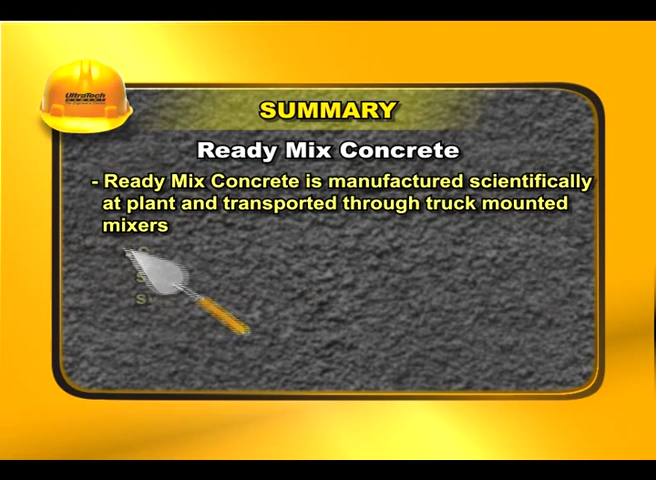 UltraTech
SUMMARY
Ready Mix Concrete
- Ready Mix Concrete is manufactured scientifically
at plant and transported through truck mounted
mixers